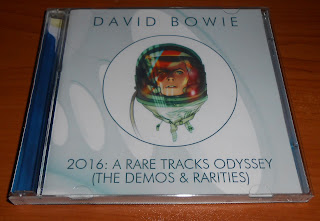 DAVID BOWIE
2016: A RARE TRACKS ODYSSEY
(THE DEMOS & RARITIES)